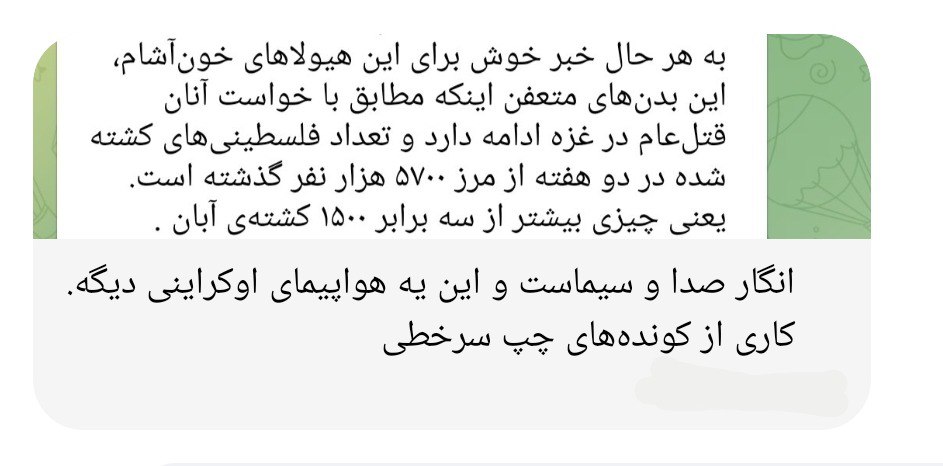 به هر حال خبر خوش برای این هیولاهای خون‌آشام،
این بدن‌های متعفن اینکه مطابق با خواست آنان
قتل‌عام در غزه ادامه دارد و تعداد فلسطینی‌های کشته
شده در دو هفته از مرز ۵۷۰۰ هزار نفر گذشته است.
یعنی چیزی بیشتر از سه برابر ۱۵۰۰ کشته‌ی آبان .
انگار صدا و سیماست و این یه هواپیمای اوکراینی دیگه.
کاری از کونده‌های چپ سرخطی